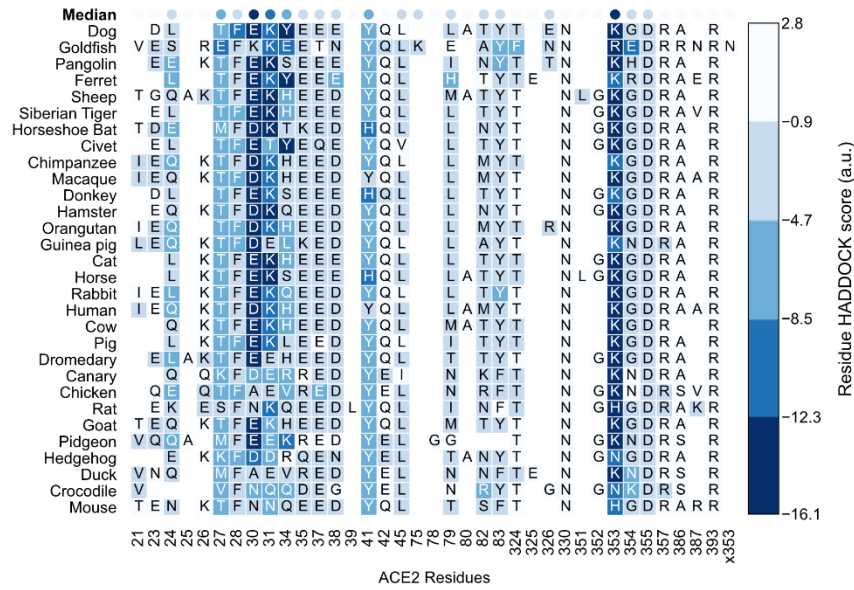 Median 2.8
Dog D L T F E K Y E E E Y Q L L A T Y T E N K G D R A R
Goldfish V E S R E F K K E E T N Y Q L K E A Y F N N R E D R R N R N
Pangolin E E K T F E K S E E E Y Q L I N Y T T N K H D R A R
Ferret L T F E K Y E E E Y Q L H T Y T E N K R D R A E R
Sheep T G Q A K T F E K H E E D Y Q L M A T Y T N L G K G D R A R
Siberian Tiger E L T F E K H E E E Y Q L L T Y T N G K G D R A V R
Horseshoe Bat T D E M F D K T K E D H Q L L N Y T N G K G D R A R
Civet E L T F E T Y E Q E Y Q V L T Y T N G K G D R A R
Chimpanzee I E Q K T F D K H E E D Y Q L L M Y T N K G D R A R
Macaque I E Q K T F D K H E E D Y Q L L T Y T N K G D R A A R
Donkey D L T F E K S E E E H Q L L T Y T N G K G D R A R
Hamster E Q K T F D K Q E E D Y Q L L N Y T N G K G D R A R
Orangutan I E Q K T F D K H E E D Y Q L L M Y T R N K G D R A R
Guinea pig L E Q K T F D E L K E D Y Q L L A Y T N K N D R A R
Cat L K T F E K H E E E Y Q L L T Y T N G K G D R A R
Horse L K T F E K S E E E H Q L L A T Y T N L G K G D R A R
Rabbit I E L K T F E K Q E E D Y Q L L T Y T N K G D R A R
Human I E Q K T F D K H E E D Y Q L L A M Y T N K G D R A A R
Cow Q K T F E K H E E D Y Q L M A T Y T N K G D R A R
Pig L K T F E K L E E D Y Q L I T Y T N K G D R A R
Dromedary E L A K T F E E H E E D Y Q L T T Y T N G K G D R A R
Canary Q Q K F D E R R E D Y E I N K F T N K N D R A R
Chicken Q E Q T F A E V R E D Y E L N R F T N K N D R S V R
Rat E K E S F N K Q E E D L Y Q L I N F T N G H G D R A K R
Goat T E Q K T F E K H E E D Y Q L M T Y T N G K G D R A R
Pidgeon V Q Q A M F E E K R E D Y E L G G T N G K N D R S R
Hedgehog E K K F D D R Q E N Y E L T A N Y T N G N G D R A R
Duck V N Q M F A E V R E D Y E L N N F T E N K N D R S R
Crocodile V V F N Q Q D E G Y E L N R Y T G N G N K D R S R
Mouse T E N K T F N N Q E E D Y Q L T S F T N H G D R A R R
−0.9
−4.7
−8.5
−12.3
−16.1
Residue HADDOCK score (a.u.)
21 23 24 25 26 27 28 30 31 34 35 37 38 39 41 42 45 75 78 79 80 82 83 324 325 326 330 351 352 353 354 355 357 386 387 393 x353
ACE2 Residues